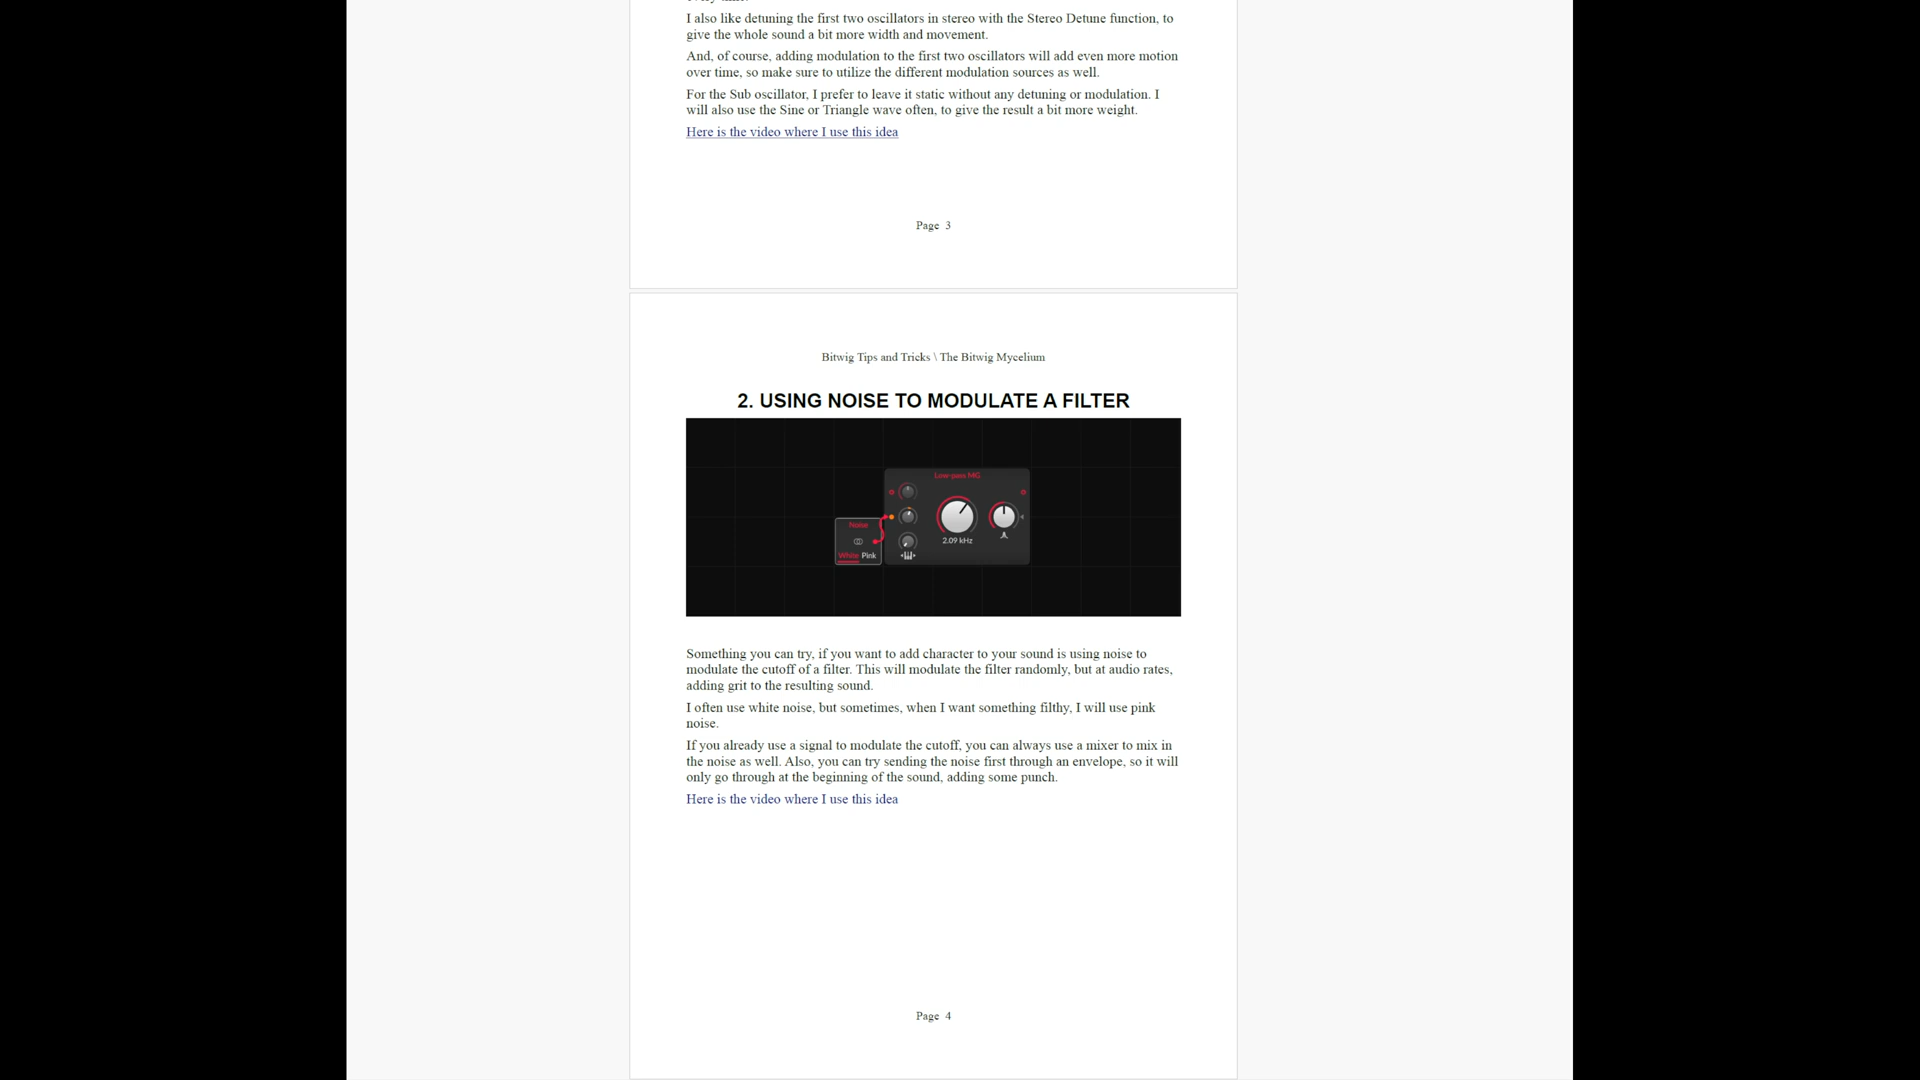 I also like detuning the first two oscillators in stereo with the Stereo Detune function, to
give the whole sound a bit more width and movement.
And, of course, adding modulation to the first two oscillators will add even more motion
over time, so make sure to utilize the different modulation sources as well.
For the Sub oscillator, I prefer to leave it static without any detuning or modulation. I
will also use the Sine or Triangle wave often, to give the result a bit more weight.
Here is the video where I use this idea
Page 3
Bitwig Tips and Tricks \ The Bitwig Mycelium
2. USING NOISE TO MODULATE A FILTER
Low-pass MG
Noise
2.09 kHz
White Pink
Something you can try, if you want to add character to your sound is using noise to
modulate the cutoff of a filter. This will modulate the filter randomly, but at audio rates,
adding grit to the resulting sound.
I often use white noise, but sometimes, when I want something filthy, I will use pink
noise.
If you already use a signal to modulate the cutoff, you can always use a mixer to mix in
the noise as well. Also, you can try sending the noise first through an envelope, so it will
only go through at the beginning of the sound, adding some punch.
Here is the video where I use this idea
Page 4